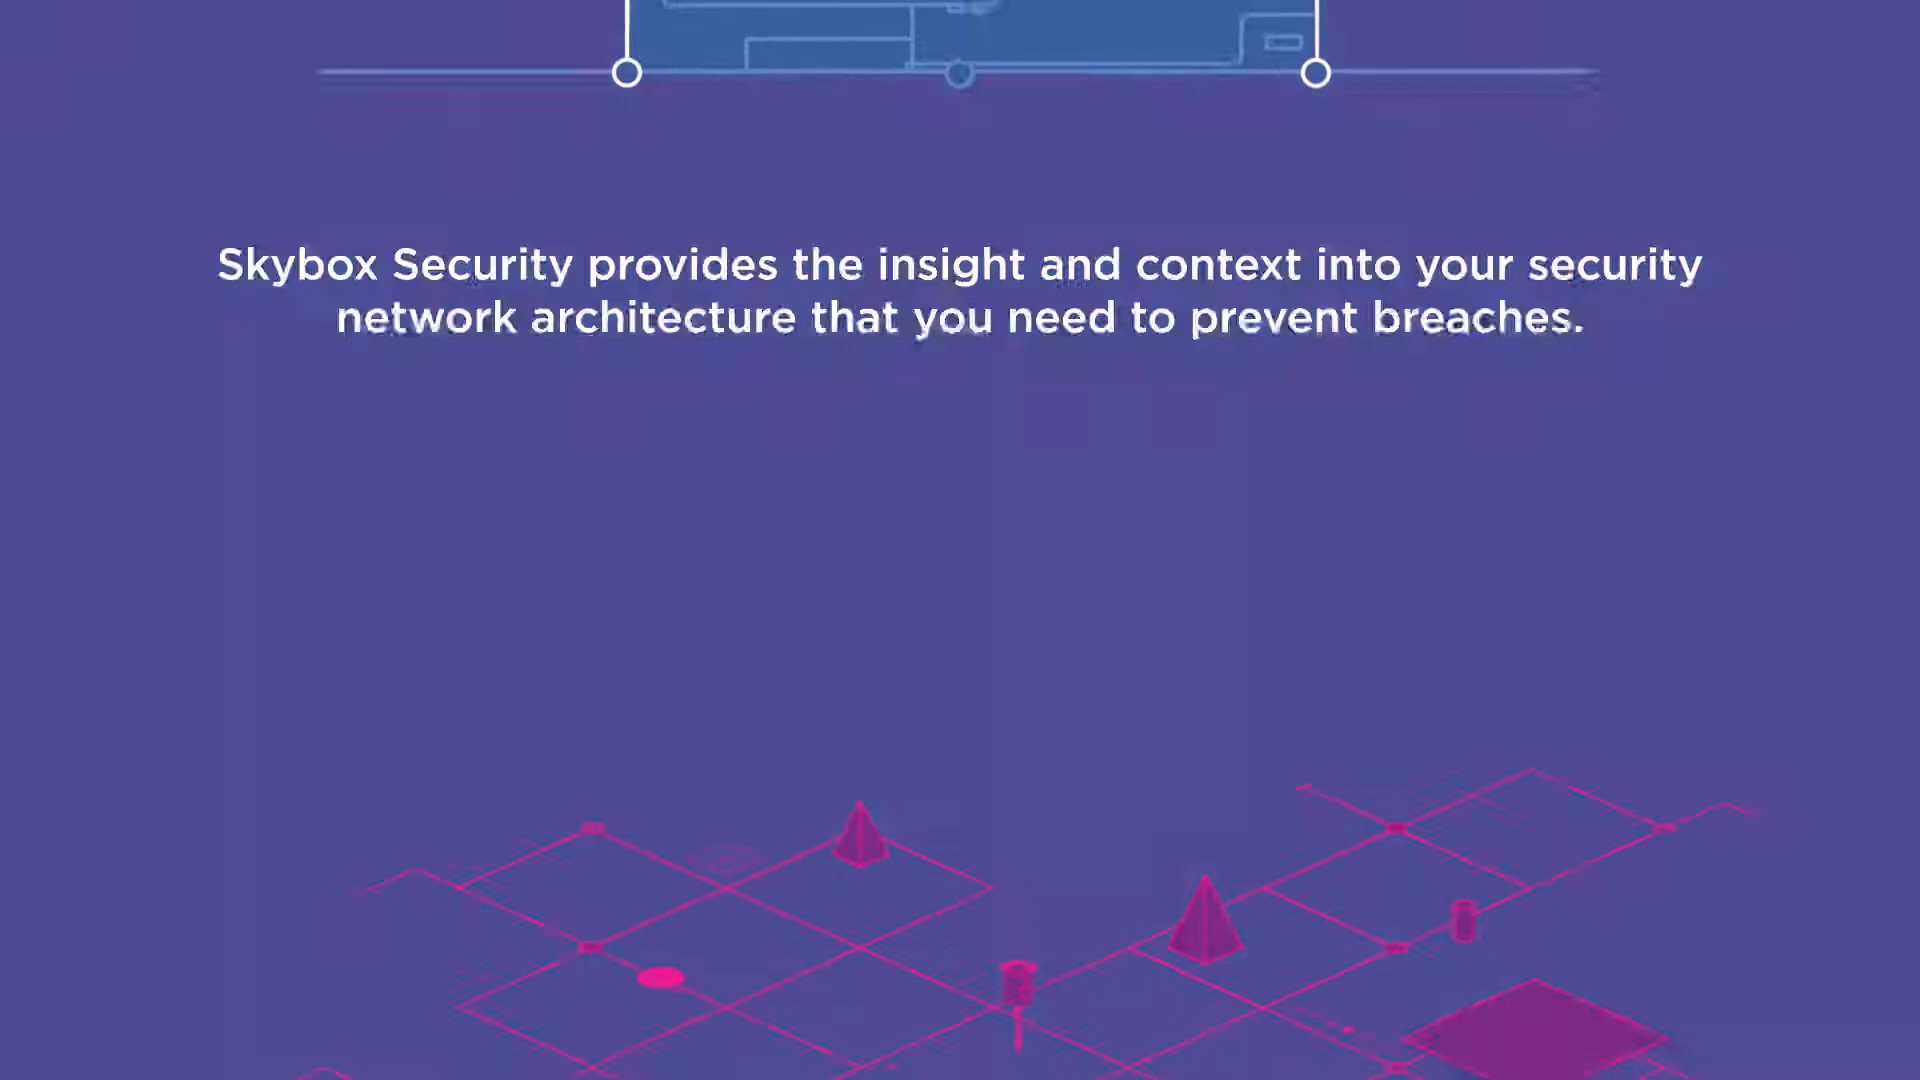 Skybox Security provides the insight and context into your security
network architecture that you need to prevent breaches.